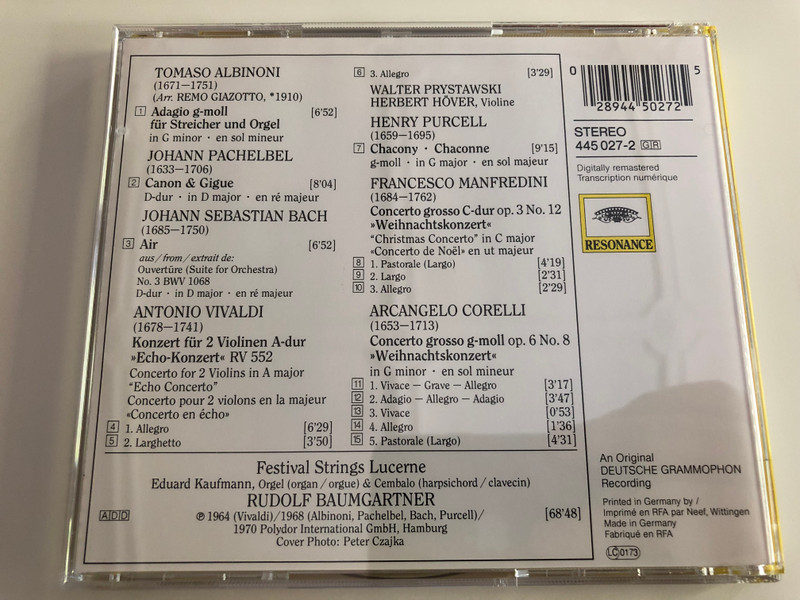 TOMASO ALBINONI
(1671—1751)
(Arr. REMO GIAZOTTO, *1910)
1 Adagio g-moll [6'52]
für Streicher und Orgel
in G minor · en sol mineur
JOHANN PACHELBEL
(1633—1706)
2 Canon & Gigue [8'04]
D-dur · in D major · en ré majeur
JOHANN SEBASTIAN BACH
(1685—1750)
3 Air [6'52]
aus/from/extrait de:
Ouvertüre (Suite for Orchestra)
No. 3 BWV 1068
D-dur · in D major · en ré majeur
ANTONIO VIVALDI
(1678—1741)
Konzert für 2 Violinen A-dur
»Echo-Konzert« RV 552
Concerto for 2 Violins in A major
"Echo Concerto"
Concerto pour 2 violons en la majeur
«Concerto en écho»
4 1. Allegro [6'29]
5 2. Larghetto [3'50]
6 3. Allegro [3'29]
WALTER PRYSTAWSKI
HERBERT HÖVER, Violine
HENRY PURCELL
(1659—1695)
7 Chacony · Chaconne [9'15]
g-moll · in G major · en sol majeur
FRANCESCO MANFREDINI
(1684—1762)
Concerto grosso C-dur op. 3 No. 12
»Weihnachtskonzert«
"Christmas Concerto" in C major
«Concerto de Noël» en ut majeur
8 1. Pastorale (Largo) [4'19]
9 2. Largo [2'31]
10 3. Allegro [2'29]
ARCANGELO CORELLI
(1653—1713)
Concerto grosso g-moll op. 6 No. 8
»Weihnachtskonzert«
in G minor · en sol mineur
11 1. Vivace — Grave — Allegro [3'17]
12 2. Adagio — Allegro — Adagio [3'47]
13 3. Vivace [0'53]
14 4. Allegro [1'36]
15 5. Pastorale (Largo) [4'31]
Festival Strings Lucerne
Eduard Kaufmann, Orgel (organ/orgue) & Cembalo (harpsichord/clavecin)
RUDOLF BAUMGARTNER
ADD ℗ 1964 (Vivaldi)/1968 (Albinoni, Pachelbel, Bach, Purcell)/ [68'48]
1970 Polydor International GmbH, Hamburg
Cover Photo: Peter Czajka
0 28944 50272 5
STEREO
445 027-2 GR
Digitally remastered
Transcription numérique
RESONANCE
An Original
DEUTSCHE GRAMMOPHON
Recording
Printed in Germany by /
Imprimé en RFA par Neef, Wittingen
Made in Germany
Fabriqué en RFA
LC 0173